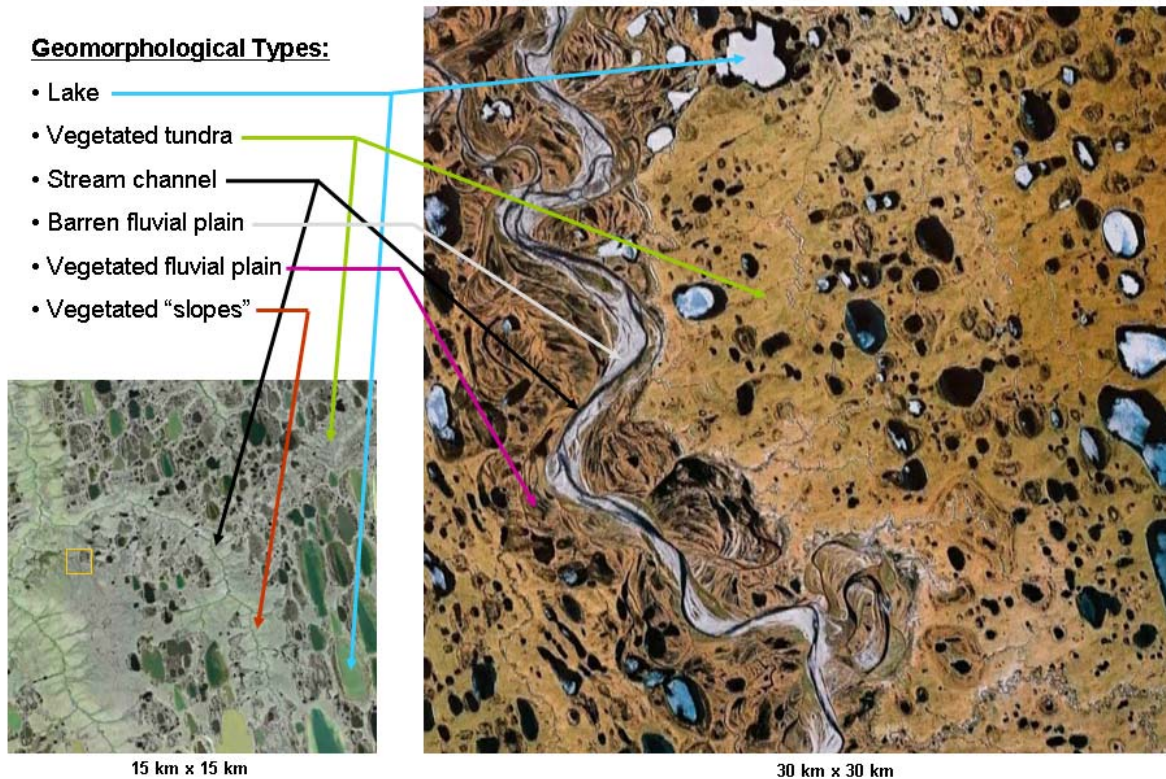 Geomorphological Types:
• Lake
• Vegetated tundra
• Stream channel
• Barren fluvial plain
• Vegetated fluvial plain
• Vegetated “slopes”
15 km x 15 km
30 km x 30 km